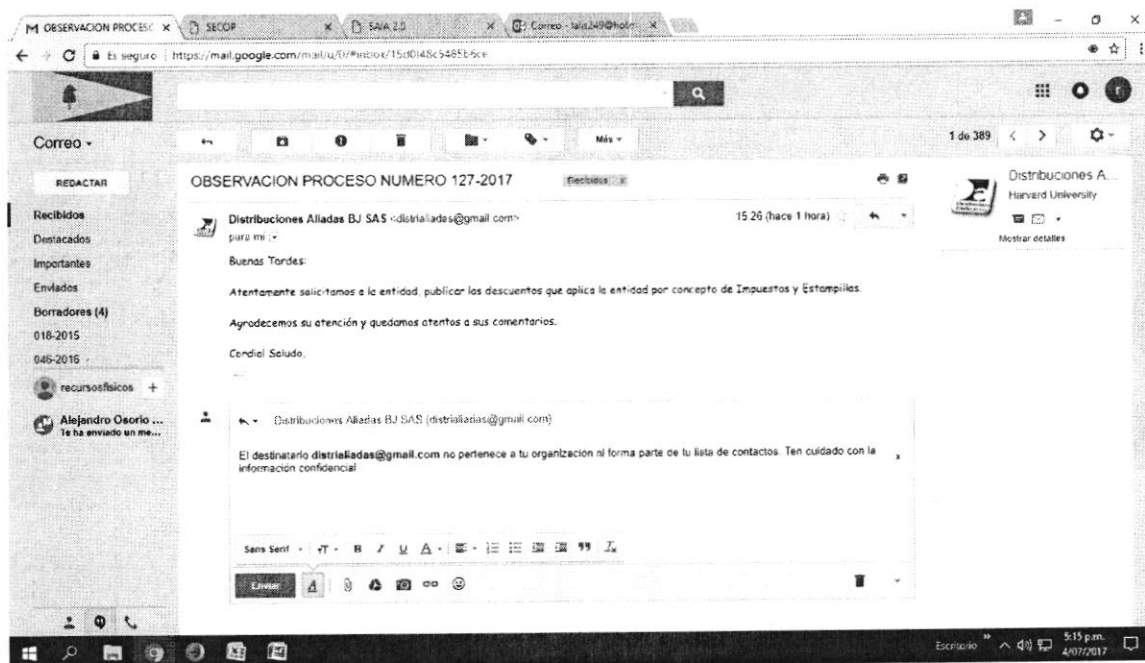 OBSERVACION PROCESO
SECOP
SAIA 2.0
Correo - lalis249@hotm
Es seguro
https://mail.google.com/mail/u/0/#inbox/
r
Correo
Más
1 de 389
REDACTAR
OBSERVACION PROCESO NUMERO 127-2017
Recibidos x
Distribuciones A...
Harvard University
Mostrar detalles
Recibidos
Destacados
Importantes
Enviados
Borradores (4)
018-2015
046-2016
recursosfisicos +
Alejandro Osorio ...
Te ha enviado un me...
Distribuciones Aliadas BJ SAS <distrialiadas@gmail.com>
15:26 (hace 1 hora)
para mí
Buenas Tardes:
Atentamente solicitamos a la entidad, publicar los descuentos que aplica la entidad por concepto de Impuestos y Estampillas.
Agradecemos su atención y quedamos atentos a sus comentarios.
Cordial Saludo,
Distribuciones Aliadas BJ SAS (distrialiadas@gmail.com)
El destinatario distrialiadas@gmail.com no pertenece a tu organización ni forma parte de tu lista de contactos. Ten cuidado con la
información confidencial
x
Sans Serif
Enviar
Escritorio
5:15 p.m.
4/07/2017